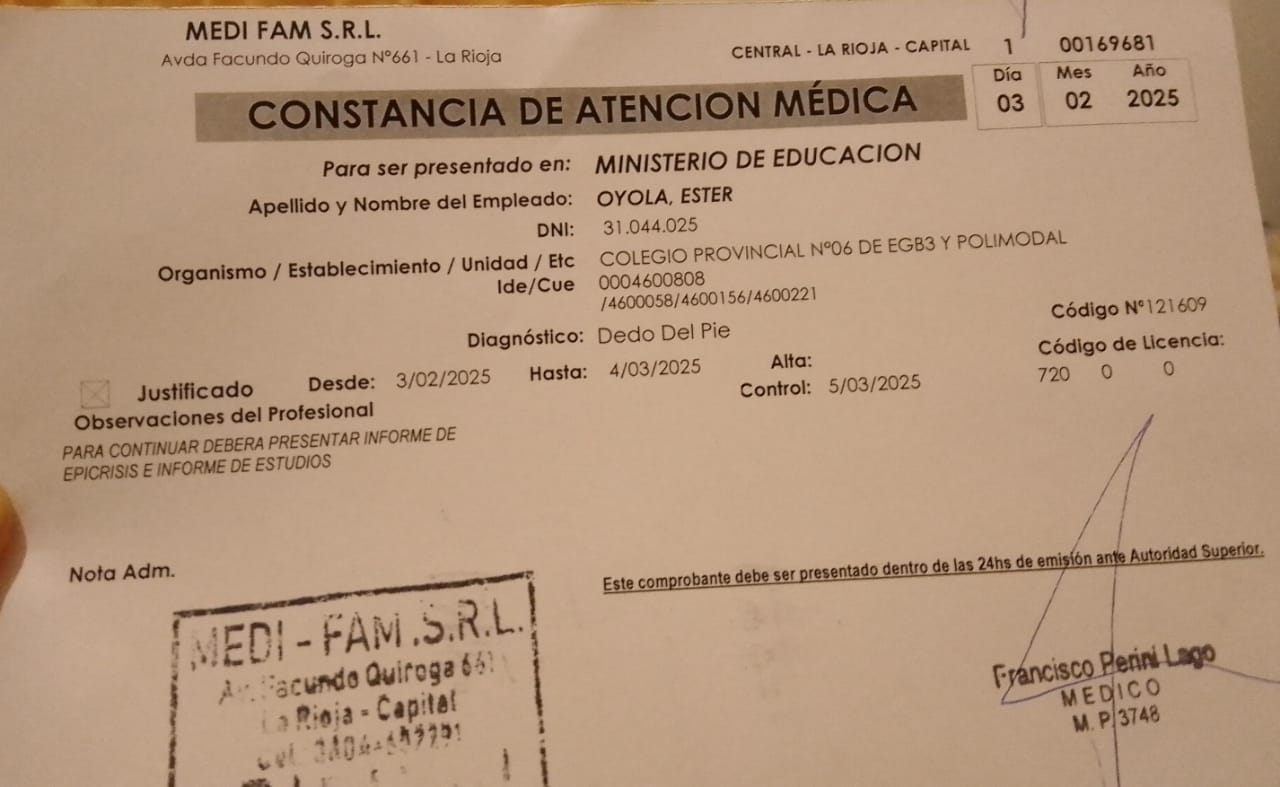 MEDI FAM S.R.L.
Avda Facundo Quiroga Nº661 - La Rioja
CENTRAL - LA RIOJA - CAPITAL 1 00169681
Día Mes Año
03 02 2025
CONSTANCIA DE ATENCION MÉDICA
Para ser presentado en: MINISTERIO DE EDUCACION
Apellido y Nombre del Empleado: OYOLA, ESTER
DNI: 31.044.025
Organismo / Establecimiento / Unidad / Etc COLEGIO PROVINCIAL Nº06 DE EGB3 Y POLIMODAL
Ide/Cue 0004600808
/4600058/4600156/4600221
Código Nº121609
Diagnóstico: Dedo Del Pie
Código de Licencia:
720 0 0
Justificado Desde: 3/02/2025 Hasta: 4/03/2025 Alta:
Control: 5/03/2025
Observaciones del Profesional
PARA CONTINUAR DEBERA PRESENTAR INFORME DE
EPICRISIS E INFORME DE ESTUDIOS
Nota Adm.
Este comprobante debe ser presentado dentro de las 24hs de emisión ante Autoridad Superior.
MEDI - FAM.S.R.L.
Av. Facundo Quiroga 661
La Rioja - Capital
Francisco Perini Lago
MEDICO
M. P. 3748